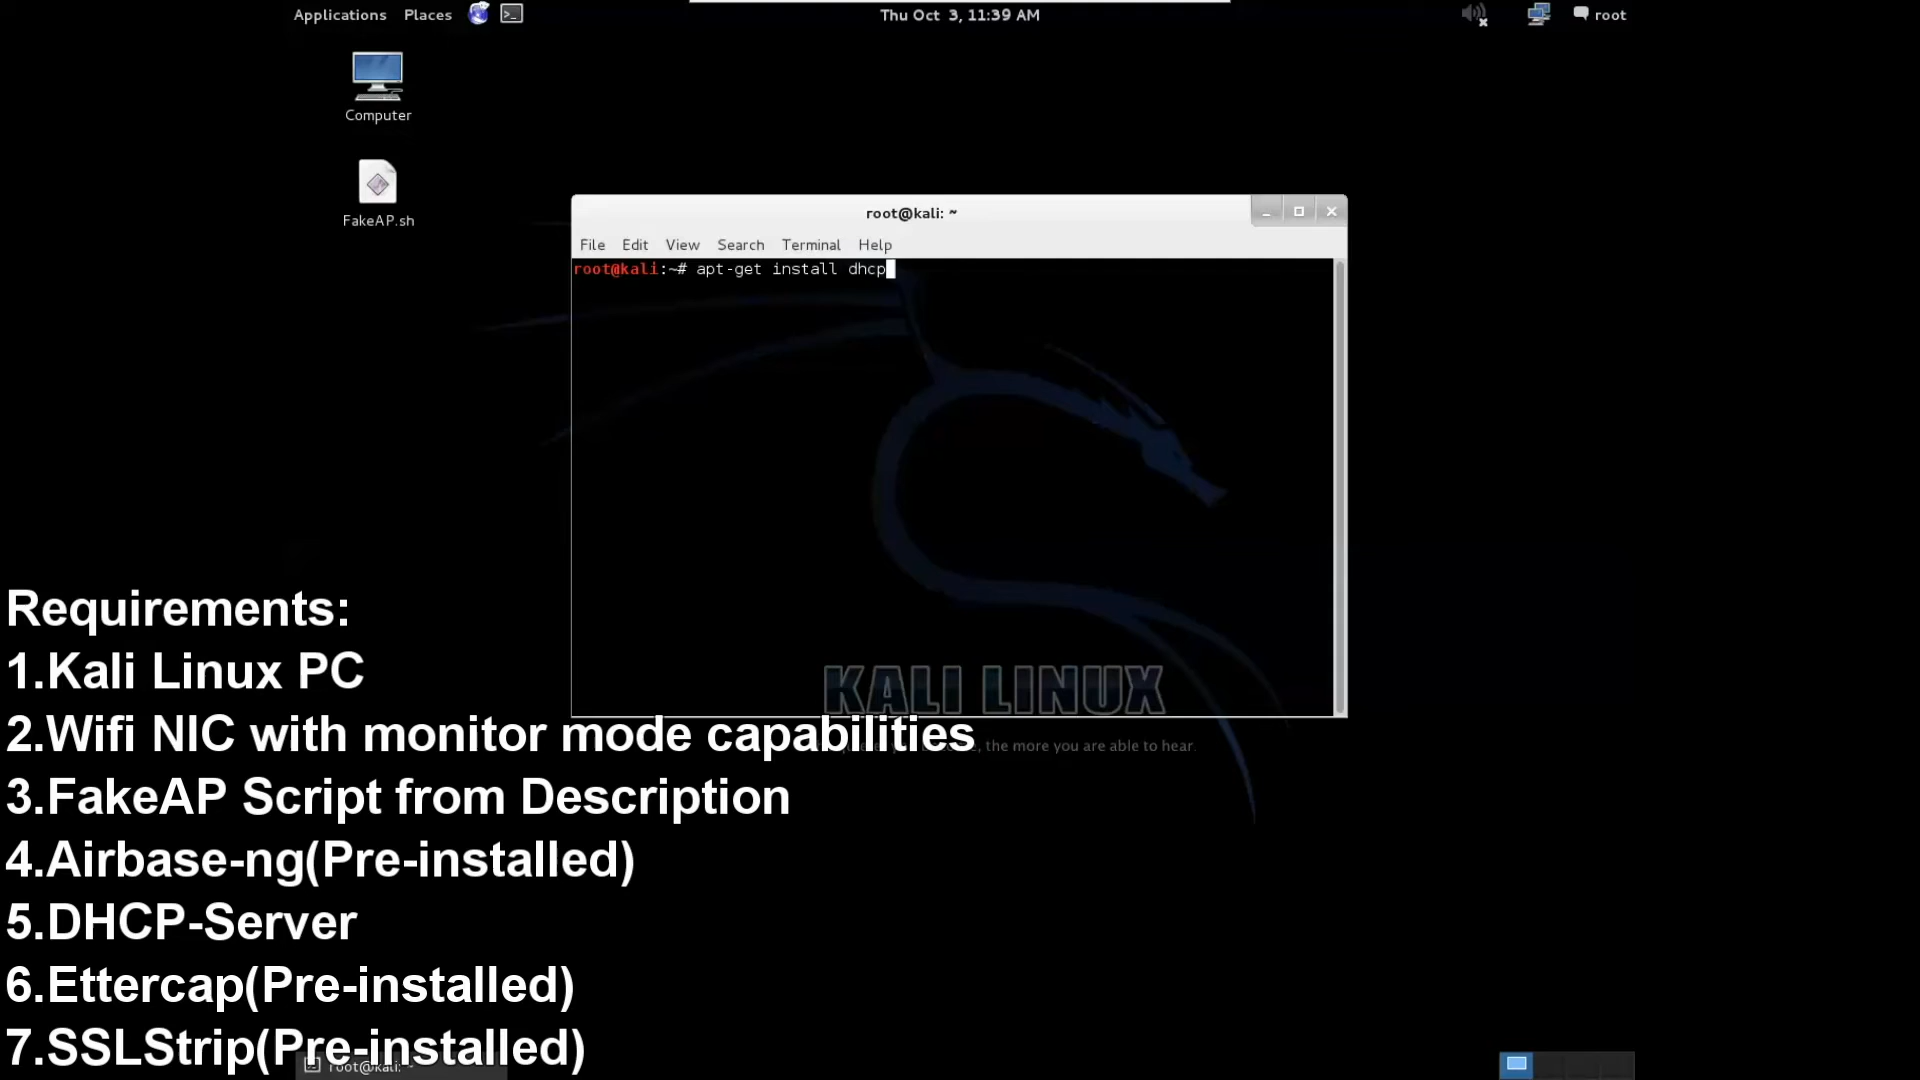 Applications Places
Thu Oct 3, 11:39 AM
root
Computer
FakeAP.sh
root@kali: ~
File Edit View Search Terminal Help
root@kali:~# apt-get install dhcp
KALI LINUX
, the more you are able to hear.
Requirements:
1.Kali Linux PC
2.Wifi NIC with monitor mode capabilities
3.FakeAP Script from Description
4.Airbase-ng(Pre-installed)
5.DHCP-Server
6.Ettercap(Pre-installed)
7.SSLStrip(Pre-installed)
root@kali: ~